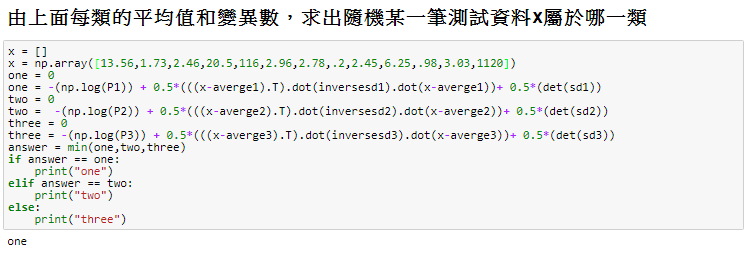 由上面每類的平均值和變異數，求出隨機某一筆測試資料x屬於哪一類
x = []
x = np.array([13.56,1.73,2.46,20.5,116,2.96,2.78,.2,2.45,6.25,.98,3.03,1120])
one = 0
one = -(np.log(P1)) + 0.5*(((x-averge1).T).dot(inversesd1).dot(x-averge1))+ 0.5*(det(sd1))
two = 0
two =  -(np.log(P2)) + 0.5*(((x-averge2).T).dot(inversesd2).dot(x-averge2))+ 0.5*(det(sd2))
three = 0
three = -(np.log(P3)) + 0.5*(((x-averge3).T).dot(inversesd3).dot(x-averge3))+ 0.5*(det(sd3))
answer = min(one,two,three)
if answer == one:
    print("one")
elif answer == two:
    print("two")
else:
    print("three")
one